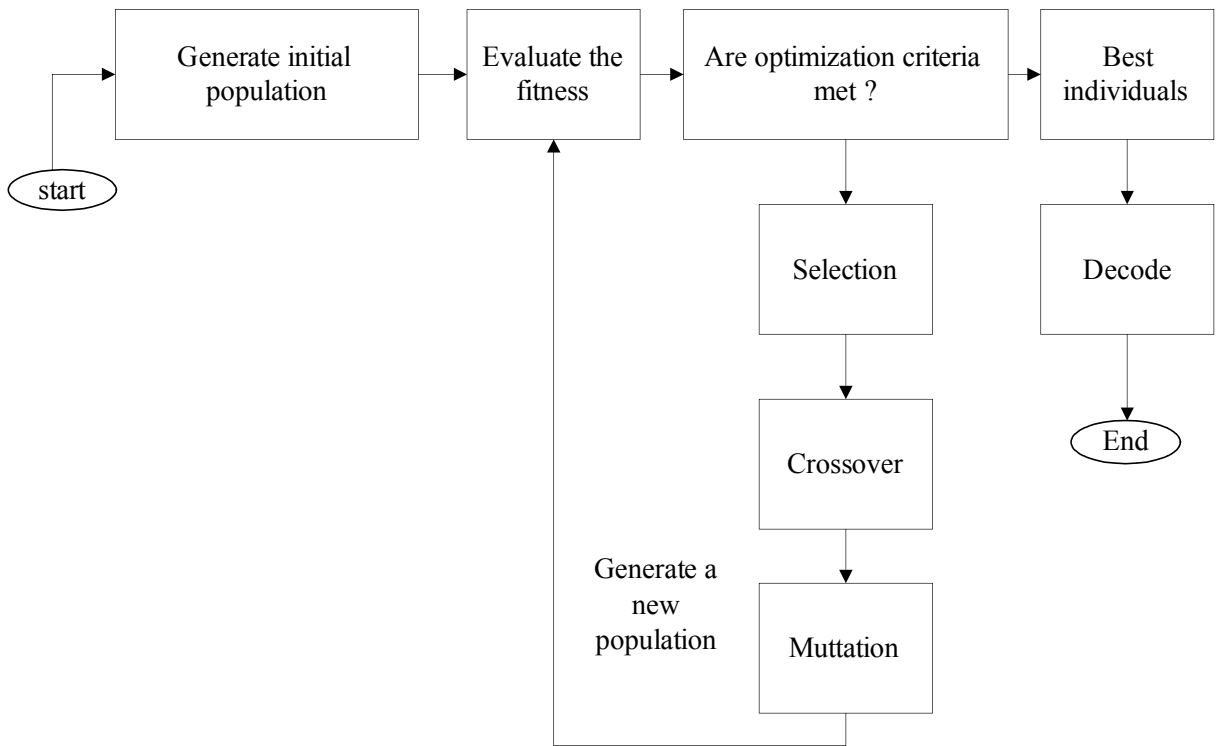 Generate initial
population
Evaluate the
fitness
Are optimization criteria
met ?
Best
individuals
start
Selection
Decode
Crossover
End
Generate a
new
population
Muttation